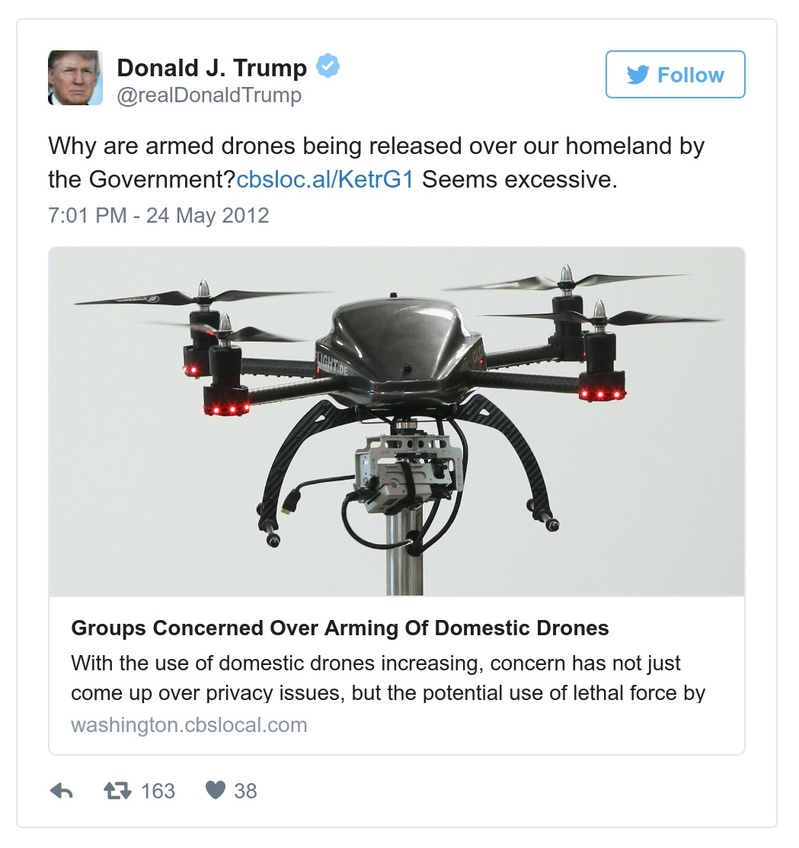 Donald J. Trump
@realDonaldTrump
Follow
Why are armed drones being released over our homeland by
the Government?cbsloc.al/KetrG1 Seems excessive.
7:01 PM - 24 May 2012
LIGHT.DE
Groups Concerned Over Arming Of Domestic Drones
With the use of domestic drones increasing, concern has not just
come up over privacy issues, but the potential use of lethal force by
washington.cbslocal.com
163
38